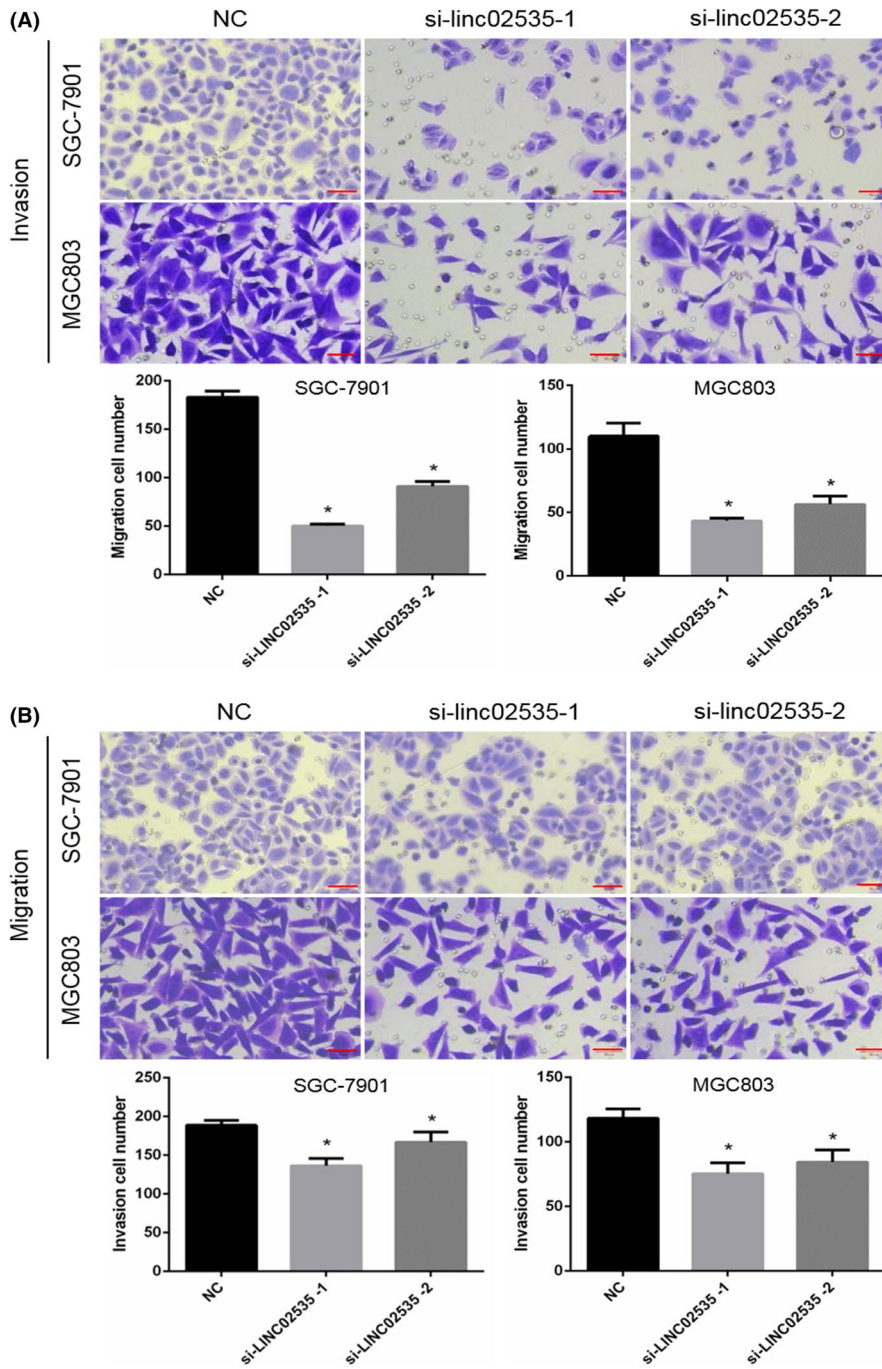 (A)
NC si-linc02535-1 si-linc02535-2
Invasion
SGC-7901
MGC803
SGC-7901
Migration cell number
200
150
100
50
0
*
*
NC
si-LINC02535 -1
si-LINC02535 -2
MGC803
Migration cell number
150
100
50
0
*
*
NC
si-LINC02535 -1
si-LINC02535 -2
(B)
NC si-linc02535-1 si-linc02535-2
Migration
SGC-7901
MGC803
SGC-7901
Invasion cell number
250
200
150
100
50
0
*
*
NC
si-LINC02535 -1
si-LINC02535 -2
MGC803
Invasion cell number
150
100
50
0
*
*
NC
si-LINC02535 -1
si-LINC02535 -2